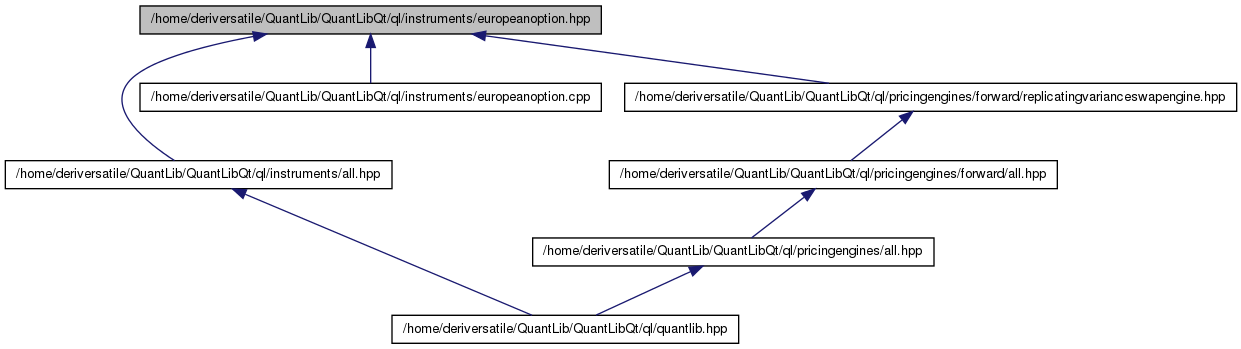 /home/deriversatile/QuantLib/QuantLibQt/ql/instruments/europeanoption.hpp
/home/deriversatile/QuantLib/QuantLibQt/ql/instruments/europeanoption.cpp
/home/deriversatile/QuantLib/QuantLibQt/ql/pricingengines/forward/replicatingvarianceswapengine.hpp
/home/deriversatile/QuantLib/QuantLibQt/ql/instruments/all.hpp
/home/deriversatile/QuantLib/QuantLibQt/ql/pricingengines/forward/all.hpp
/home/deriversatile/QuantLib/QuantLibQt/ql/pricingengines/all.hpp
/home/deriversatile/QuantLib/QuantLibQt/ql/quantlib.hpp